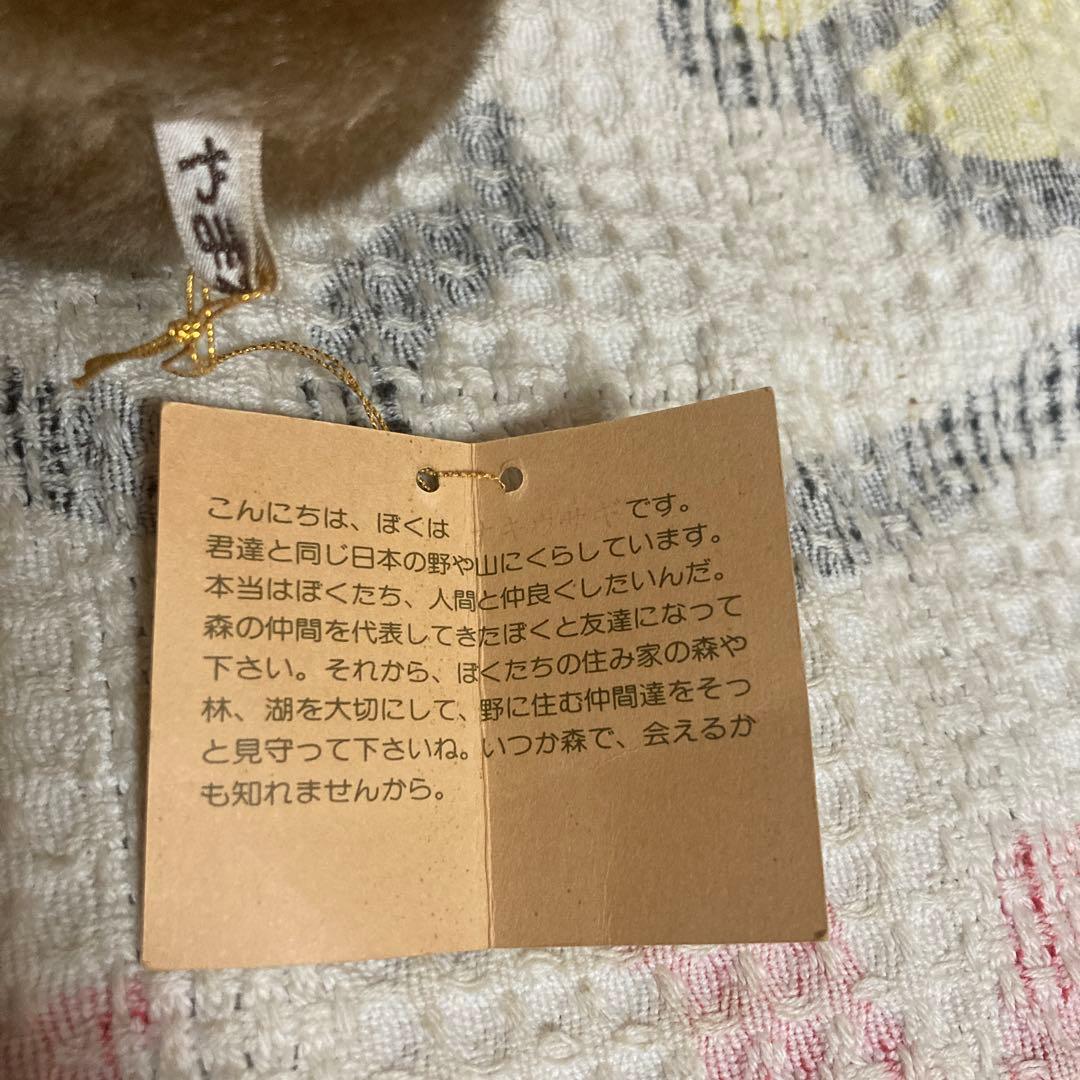 やま
こんにちは、ぼくは です。
君達と同じ日本の野や山にくらしています。
本当はぼくたち、人間と仲良くしたいんだ。
森の仲間を代表してきたぼくと友達になって
下さい。それから、ぼくたちの住み家の森や
林、湖を大切にして、野に住む仲間達をそっ
と見守って下さいね。いつか森で、会えるか
も知れませんから。